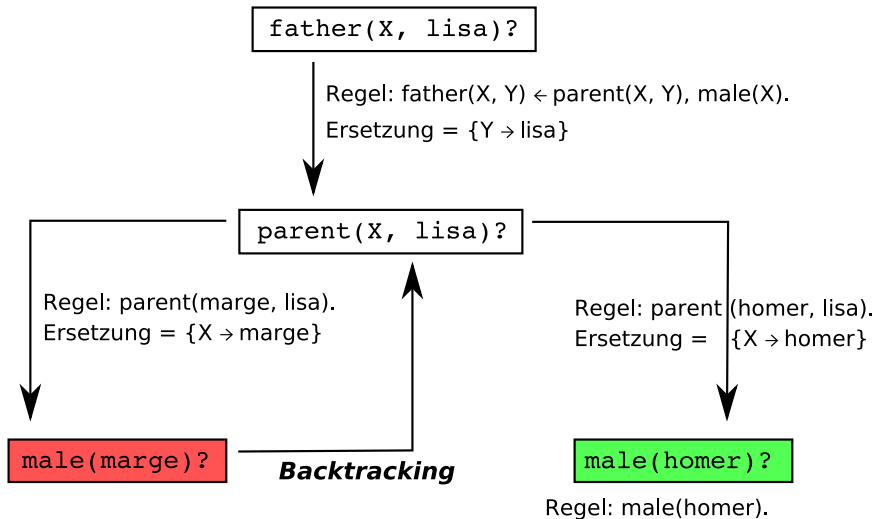 father(X, lisa)?
Regel: father(X, Y) ← parent(X, Y), male(X).
Ersetzung = {Y → lisa}
parent(X, lisa)?
Regel: parent(marge, lisa).
Ersetzung = {X → marge}
Regel: parent (homer, lisa).
Ersetzung = {X → homer}
male(marge)?
Backtracking
male(homer)?
Regel: male(homer).